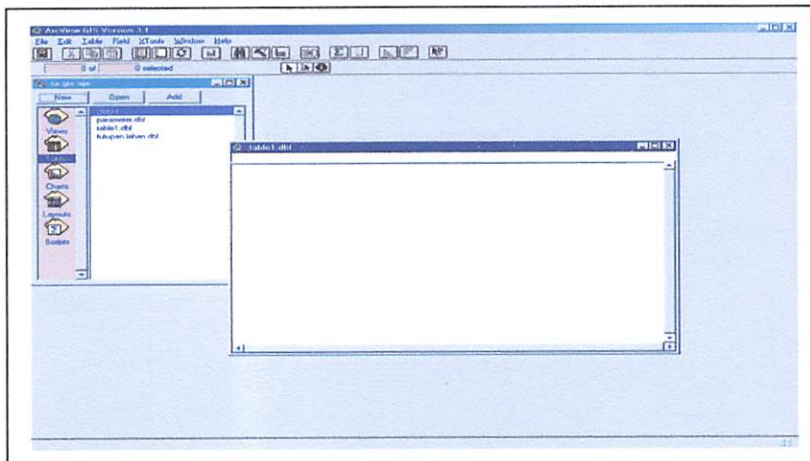 ArcView GIS Version 3.1
File Edit Table Field XTools Window Help
0 of 0 selected
New Open Add
Views
Tables
Charts
Layouts
Scripts
parameter.dbf
table1.dbf
tutupan lahan.dbf
table1.dbf